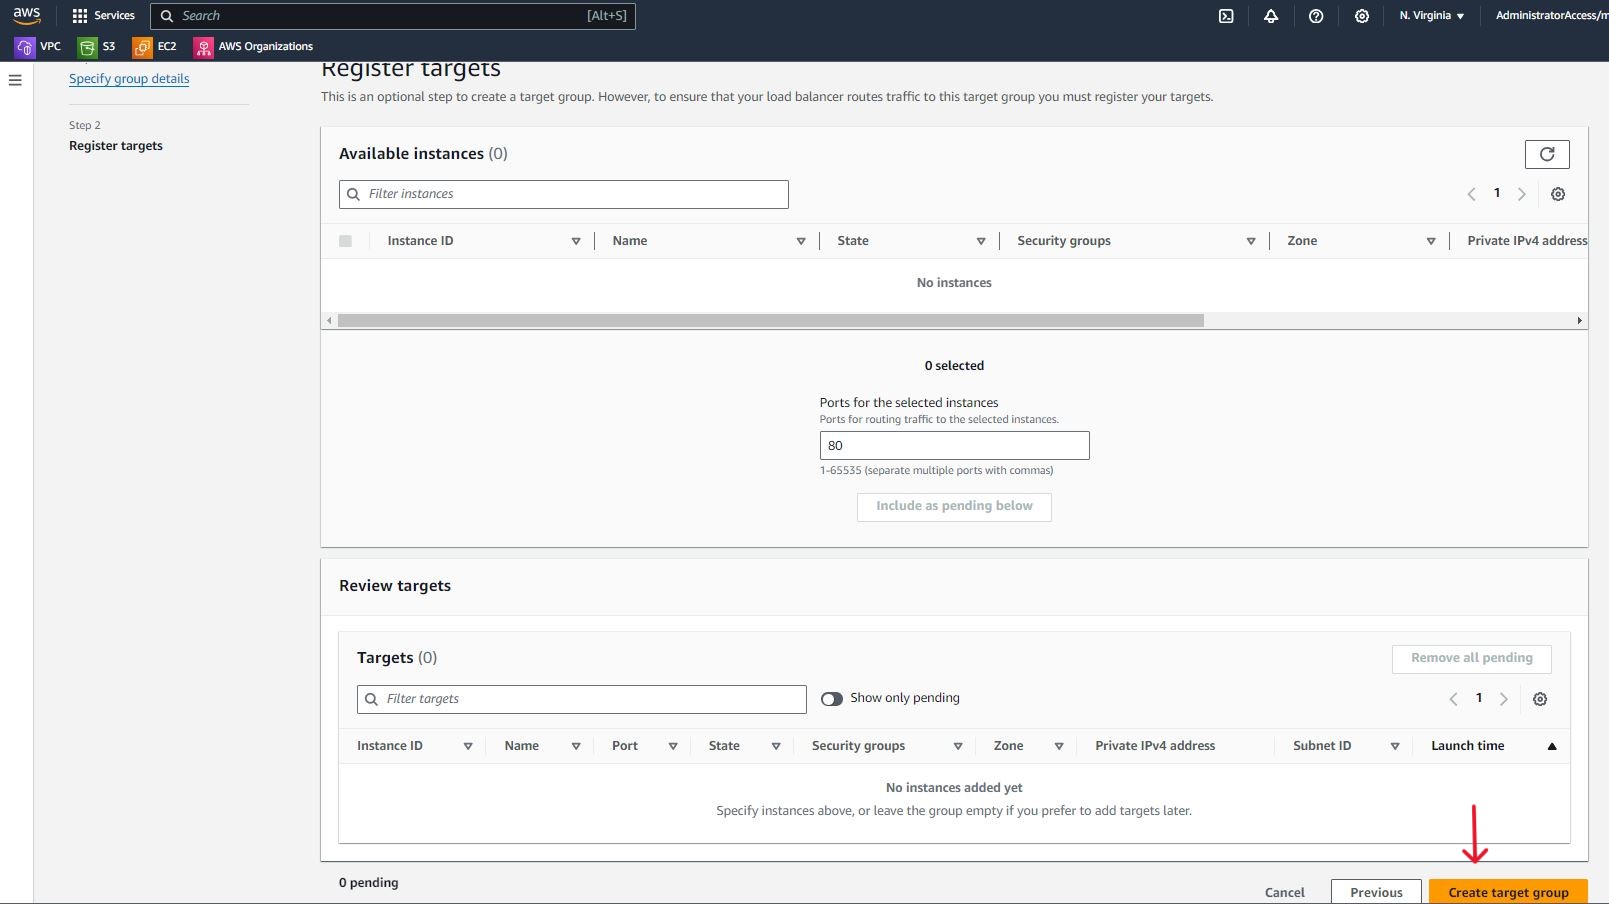 aws
Services
Search
[Alt+S]
N. Virginia
AdministratorAccess/m
VPC
S3
EC2
AWS Organizations
Specify group details
Step 2
Register targets
Register targets
This is an optional step to create a target group. However, to ensure that your load balancer routes traffic to this target group you must register your targets.
Available instances (0)
Filter instances
1
Instance ID
Name
State
Security groups
Zone
Private IPv4 address
No instances
0 selected
Ports for the selected instances
Ports for routing traffic to the selected instances.
80
1-65535 (separate multiple ports with commas)
Include as pending below
Review targets
Targets (0)
Remove all pending
Filter targets
Show only pending
1
Instance ID
Name
Port
State
Security groups
Zone
Private IPv4 address
Subnet ID
Launch time
No instances added yet
Specify instances above, or leave the group empty if you prefer to add targets later.
0 pending
Cancel
Previous
Create target group